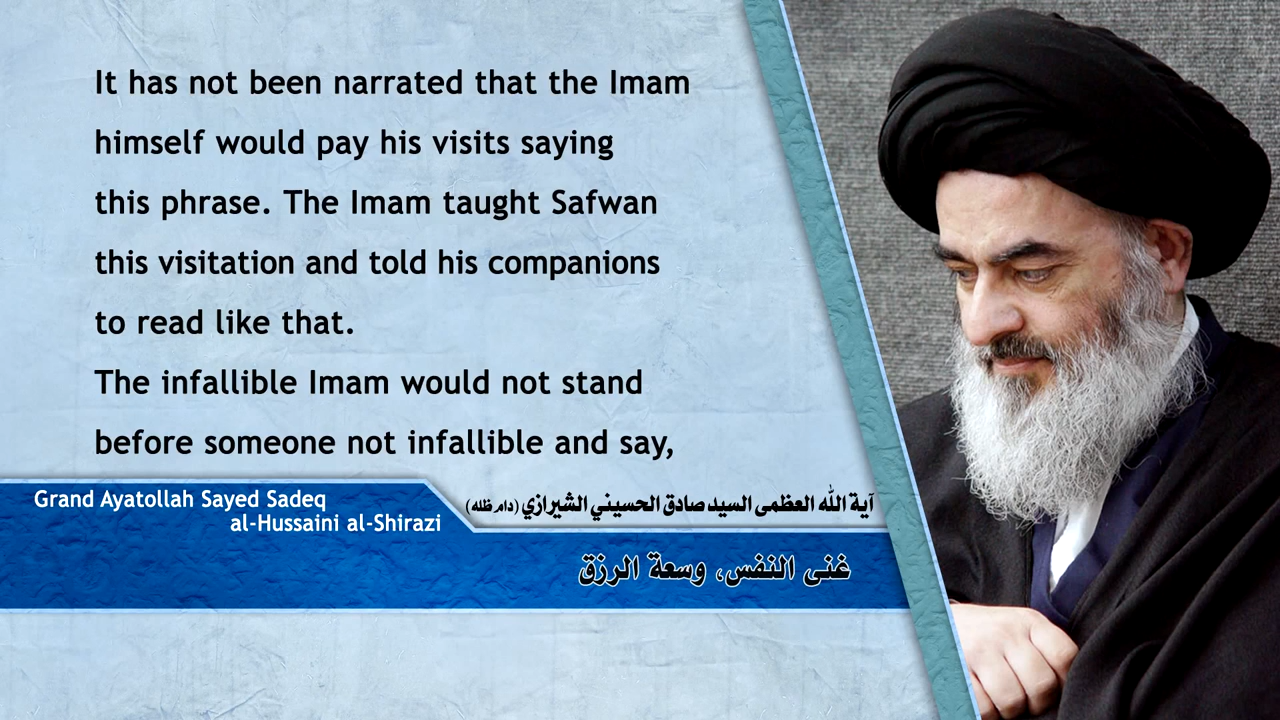 It has not been narrated that the Imam
himself would pay his visits saying
this phrase. The Imam taught Safwan
this visitation and told his companions
to read like that.
The infallible Imam would not stand
before someone not infallible and say,
Grand Ayatollah Sayed Sadeq
al-Hussaini al-Shirazi
آية الله العظمى السيد صادق الحسيني الشيرازي (دام ظله)
غنى النفس، وسعة الرزق